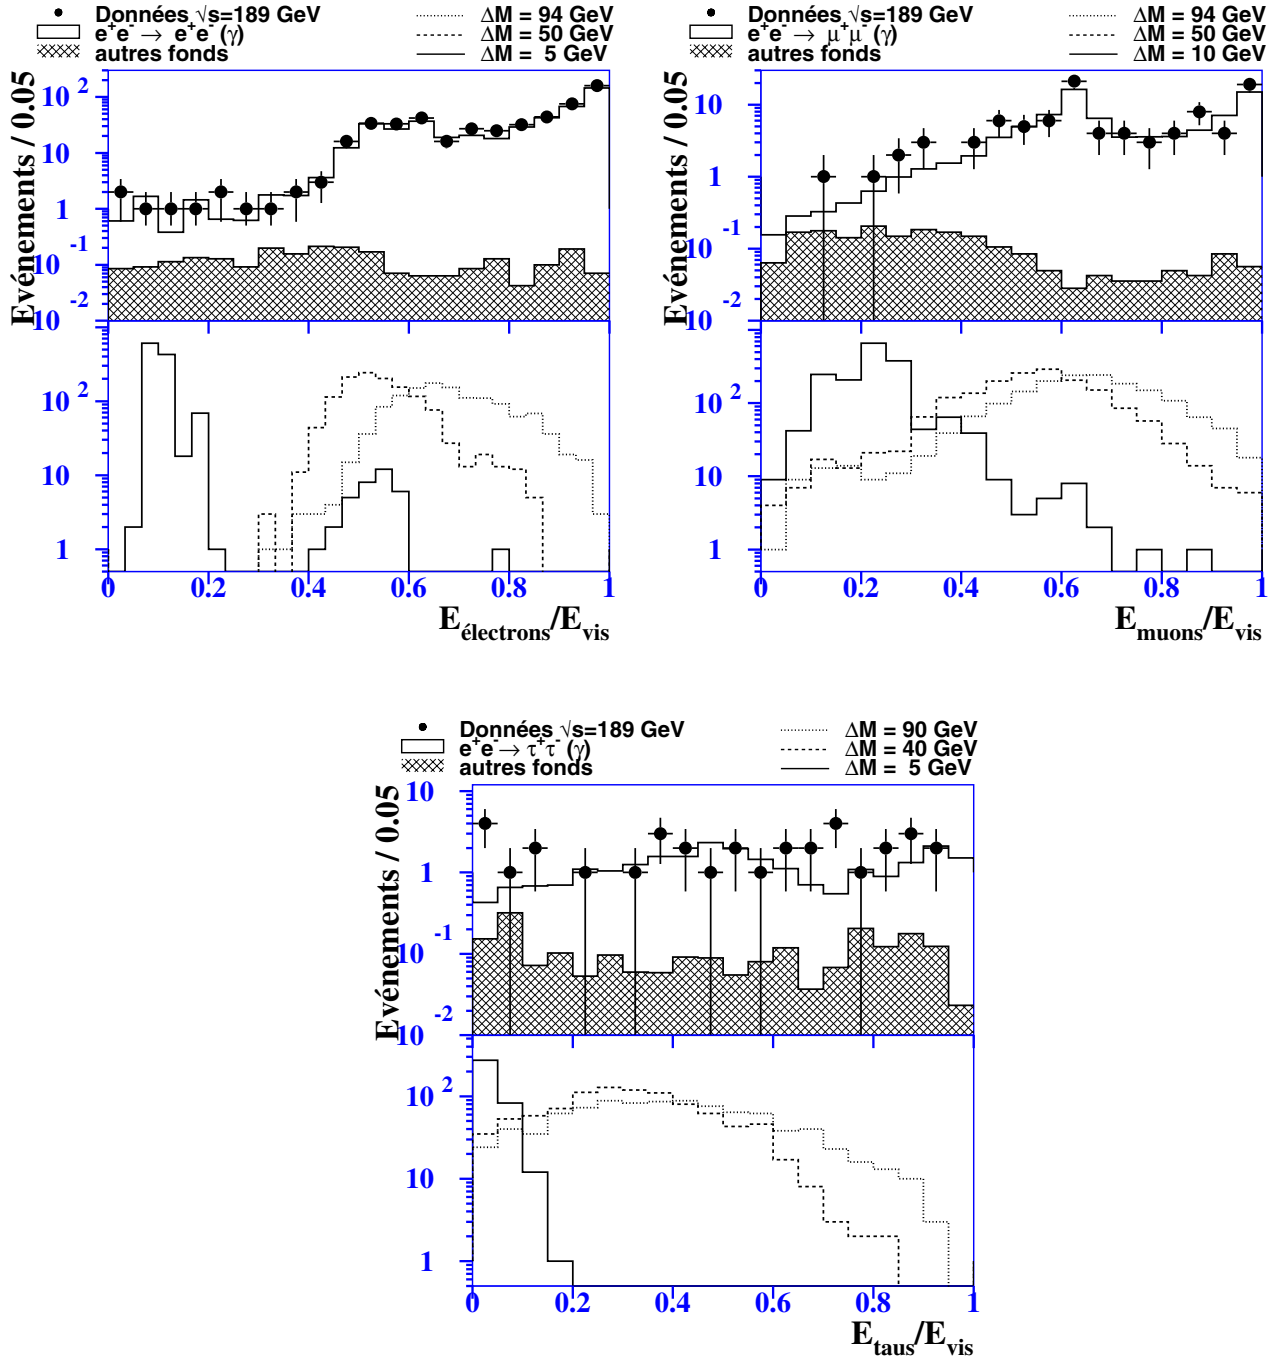 Données √s=189 GeV
e⁺e⁻→ e⁺e⁻ (γ)
autres fonds
ΔM = 94 GeV
ΔM = 50 GeV
ΔM = 5 GeV
Evénements / 0.05
10²
10
1
10⁻¹
10⁻²
10²
10
1
0 0.2 0.4 0.6 0.8 1
E_électrons/E_vis
Données √s=189 GeV
e⁺e⁻→ μ⁺μ⁻ (γ)
autres fonds
ΔM = 94 GeV
ΔM = 50 GeV
ΔM = 10 GeV
Evénements / 0.05
10
1
10⁻¹
10⁻²
10²
10
1
0 0.2 0.4 0.6 0.8 1
E_muons/E_vis
Données √s=189 GeV
e⁺e⁻→ τ⁺τ⁻ (γ)
autres fonds
ΔM = 90 GeV
ΔM = 40 GeV
ΔM = 5 GeV
Evénements / 0.05
10
1
10⁻¹
10⁻²
10²
10
1
0 0.2 0.4 0.6 0.8 1
E_taus/E_vis